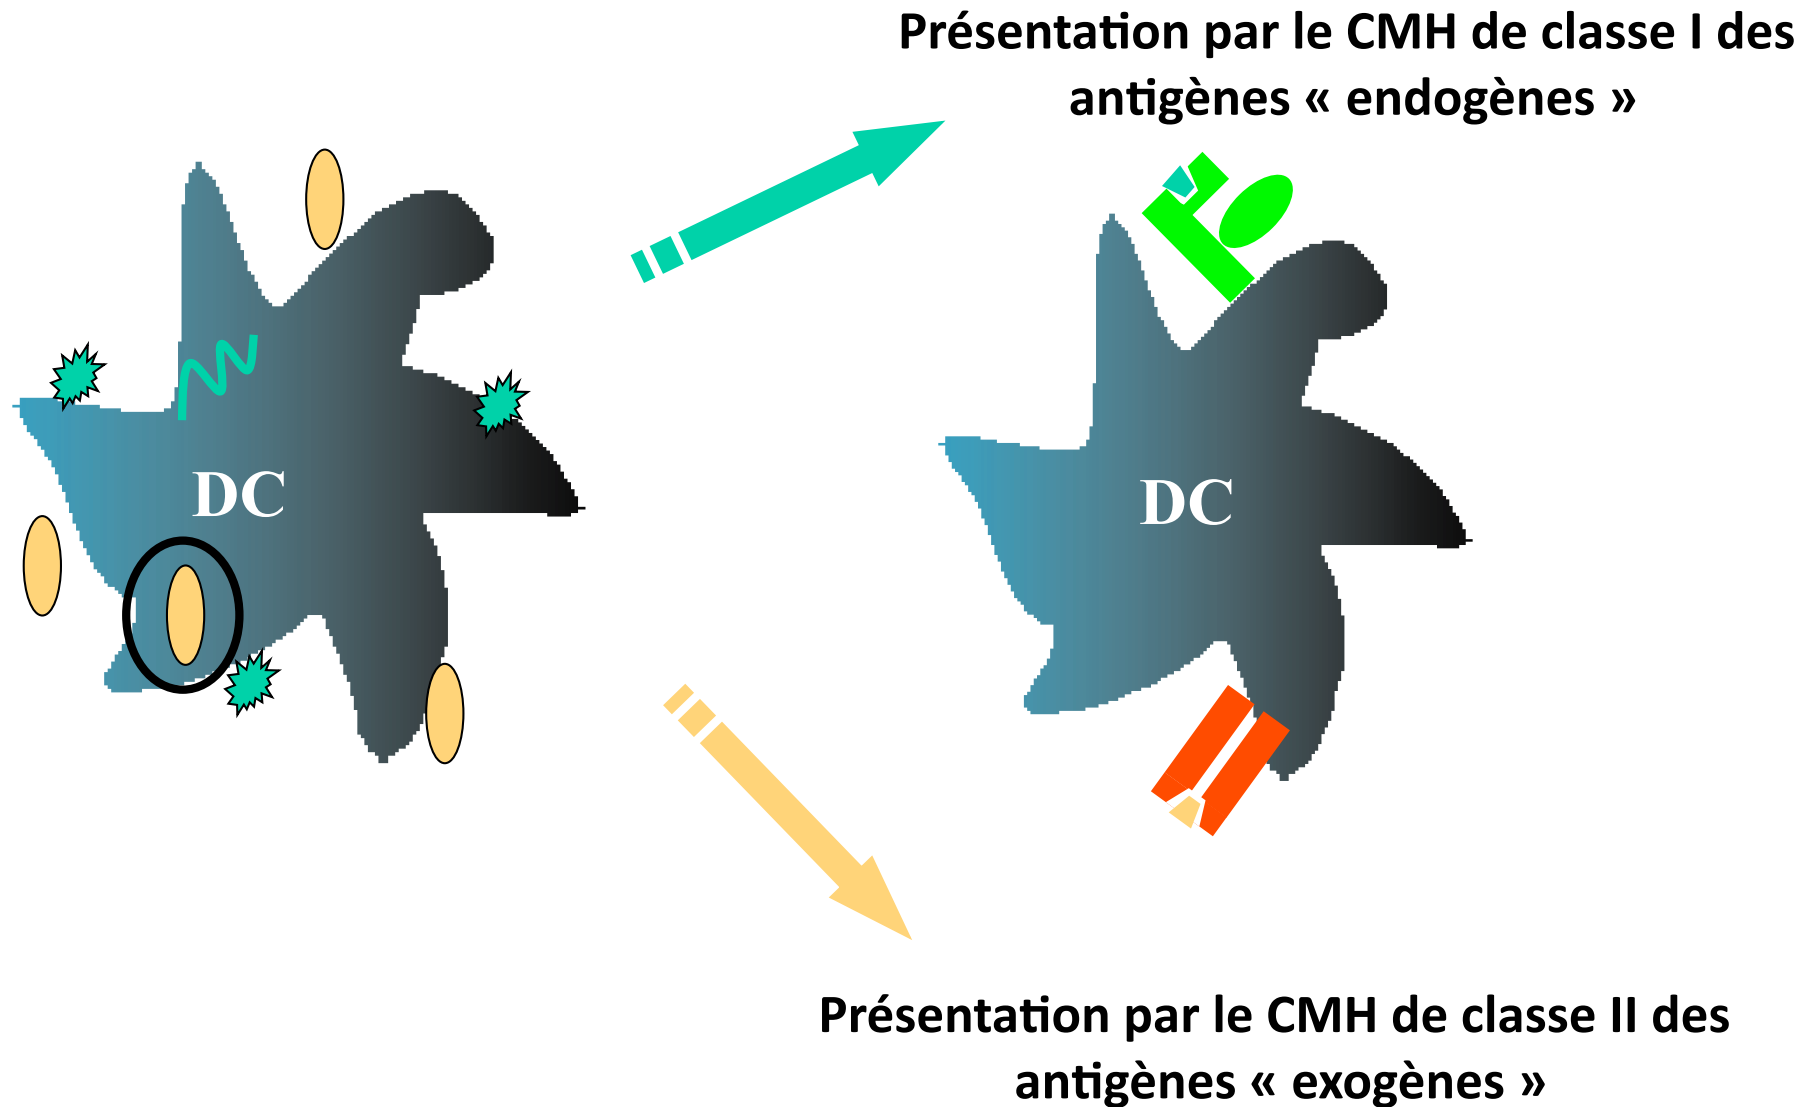 Présentation par le CMH de classe I des
antigènes « endogènes »
DC
DC
Présentation par le CMH de classe II des
antigènes « exogènes »